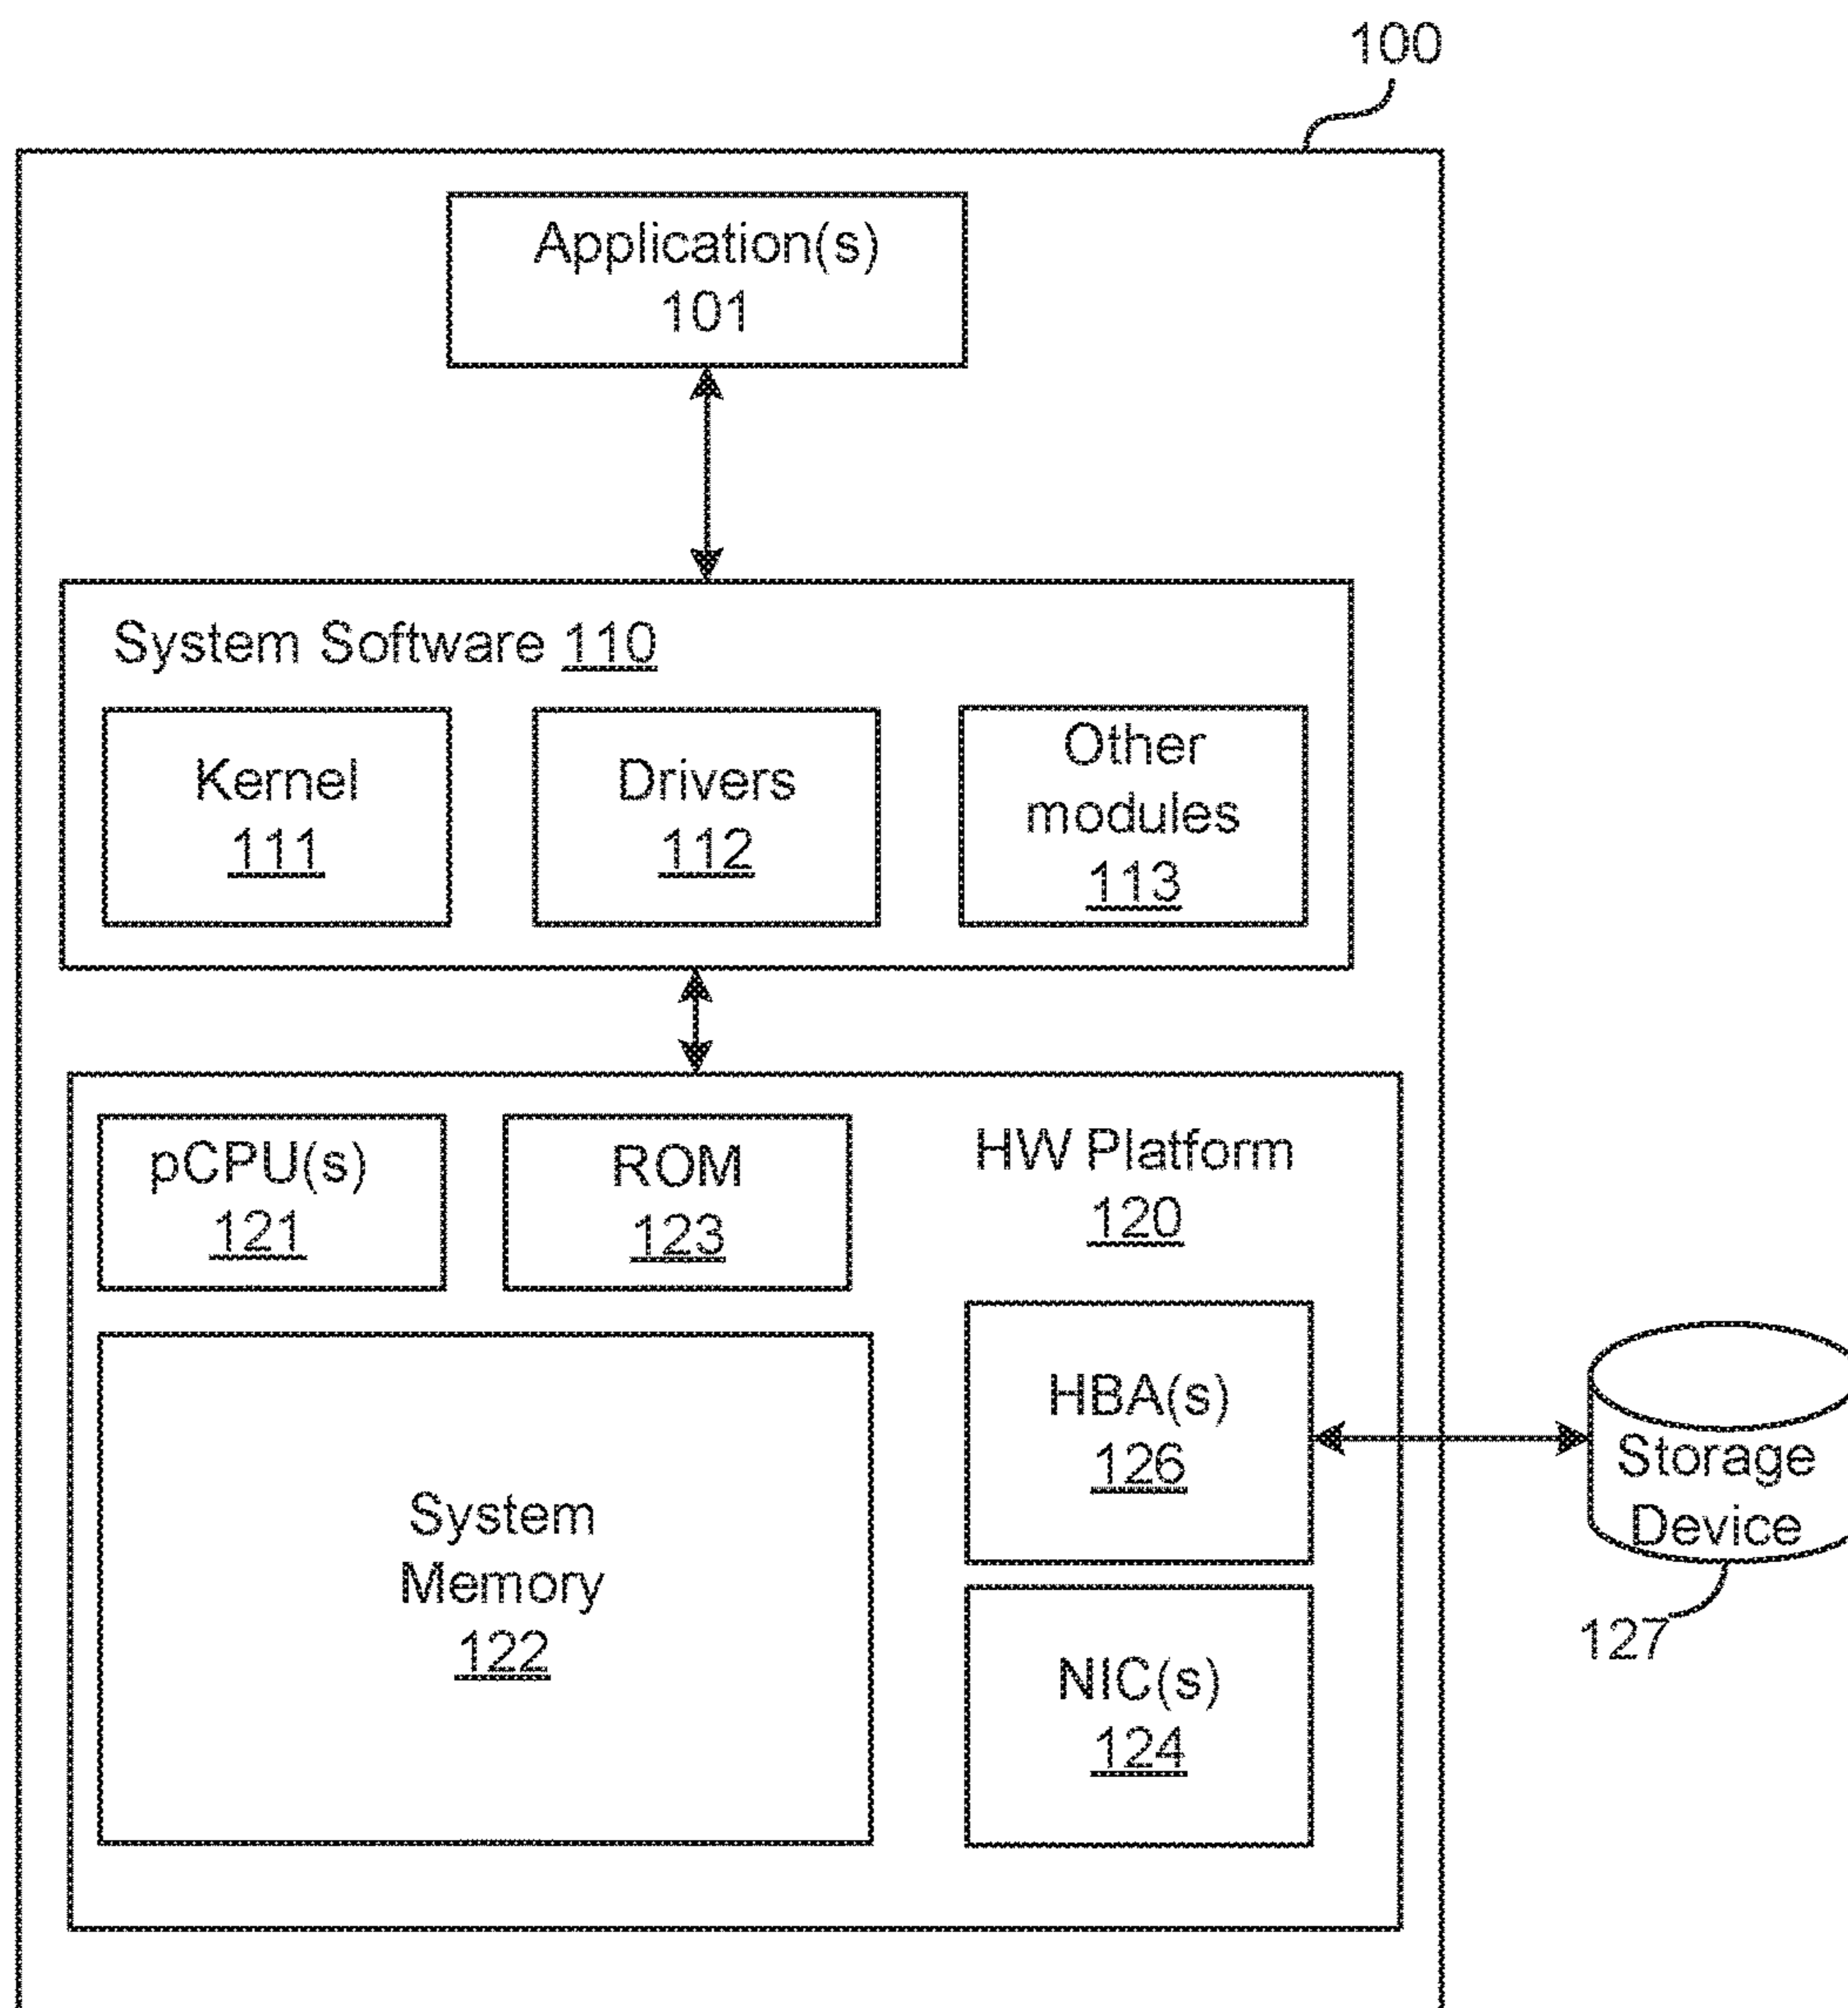 100
Application(s)
101
System Software 110
Kernel
111
Drivers
112
Other
modules
113
pCPU(s)
121
ROM
123
HW Platform
120
System
Memory
122
HBA(s)
126
NIC(s)
124
Storage
Device
127